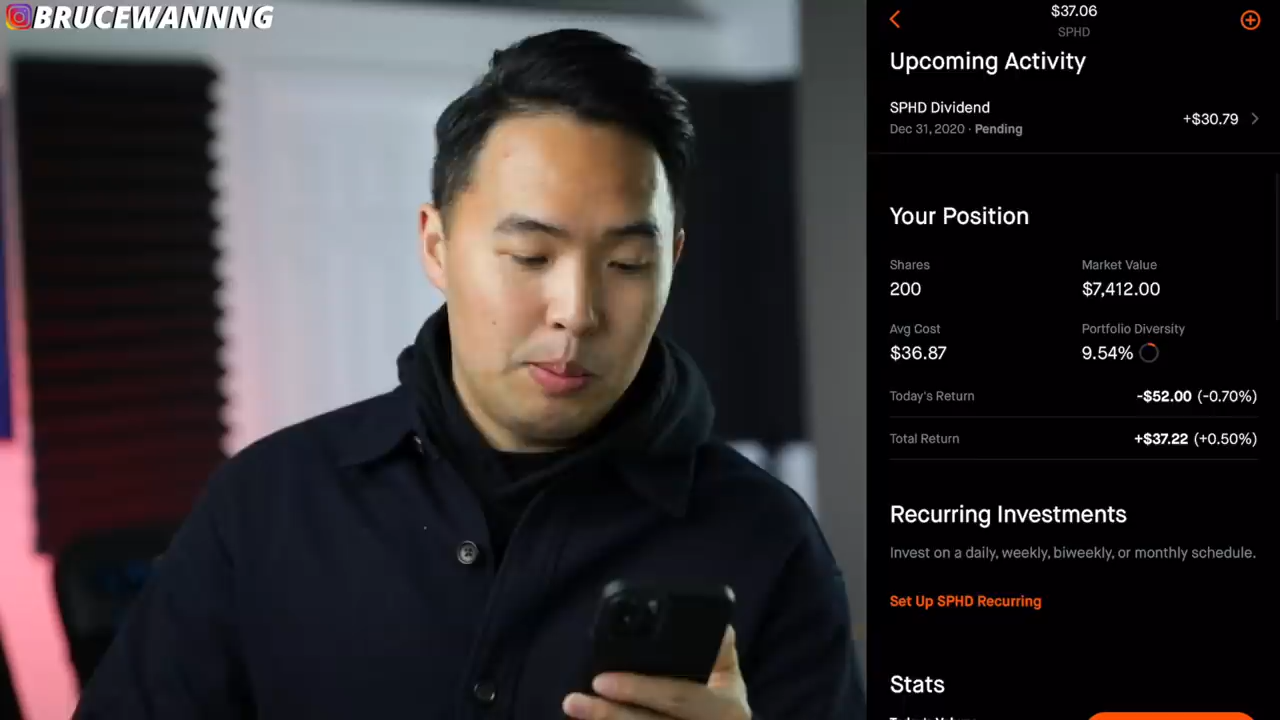 BRUCEWANNNG
$37.06
SPHD
Upcoming Activity
SPHD Dividend
Dec 31, 2020 · Pending
+$30.79
Your Position
Shares
Market Value
200
$7,412.00
Avg Cost
Portfolio Diversity
$36.87
9.54%
Today's Return
-$52.00 (-0.70%)
Total Return
+$37.22 (+0.50%)
Recurring Investments
Invest on a daily, weekly, biweekly, or monthly schedule.
Set Up SPHD Recurring
Stats